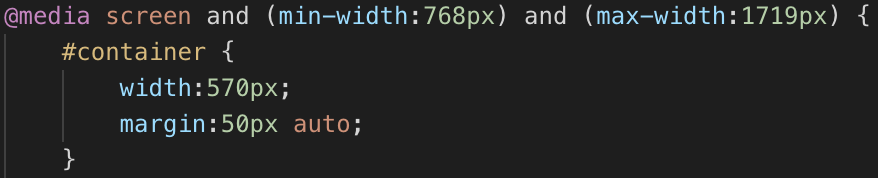 @media screen and (min-width:768px) and (max-width:1719px) {
    #container {
        width:570px;
        margin:50px auto;
    }